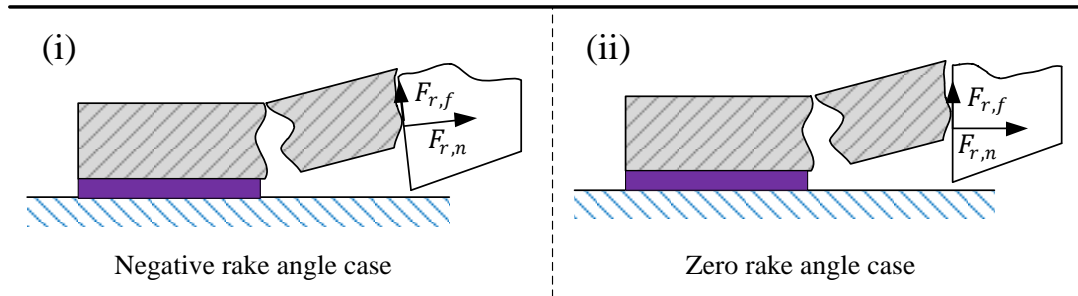 (i)
F_{r,f}
F_{r,n}
Negative rake angle case
(ii)
F_{r,f}
F_{r,n}
Zero rake angle case